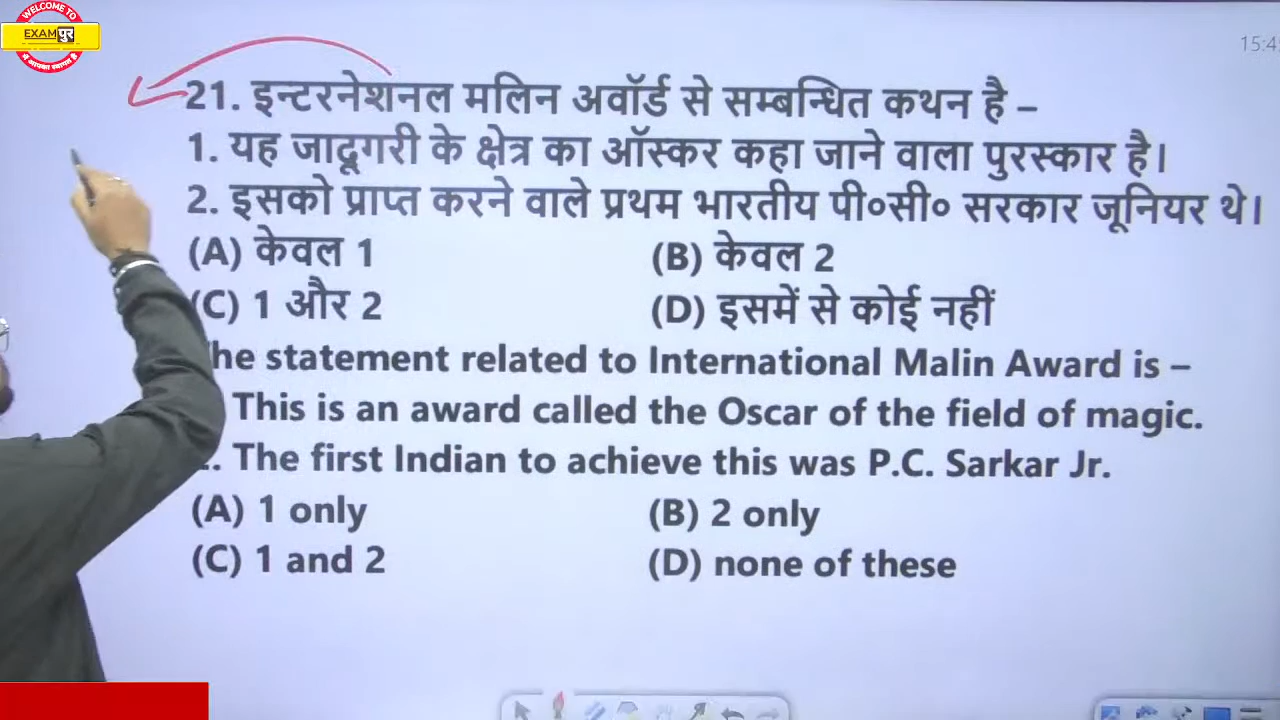 WELCOME TO
EXAMपुर
में आपका स्वागत है
15:4
21. इन्टरनेशनल मलिन अवॉर्ड से सम्बन्धित कथन है –
1. यह जादूगरी के क्षेत्र का ऑस्कर कहा जाने वाला पुरस्कार है।
2. इसको प्राप्त करने वाले प्रथम भारतीय पी०सी० सरकार जूनियर थे।
(A) केवल 1 (B) केवल 2
(C) 1 और 2 (D) इसमें से कोई नहीं
he statement related to International Malin Award is –
This is an award called the Oscar of the field of magic.
. The first Indian to achieve this was P.C. Sarkar Jr.
(A) 1 only (B) 2 only
(C) 1 and 2 (D) none of these